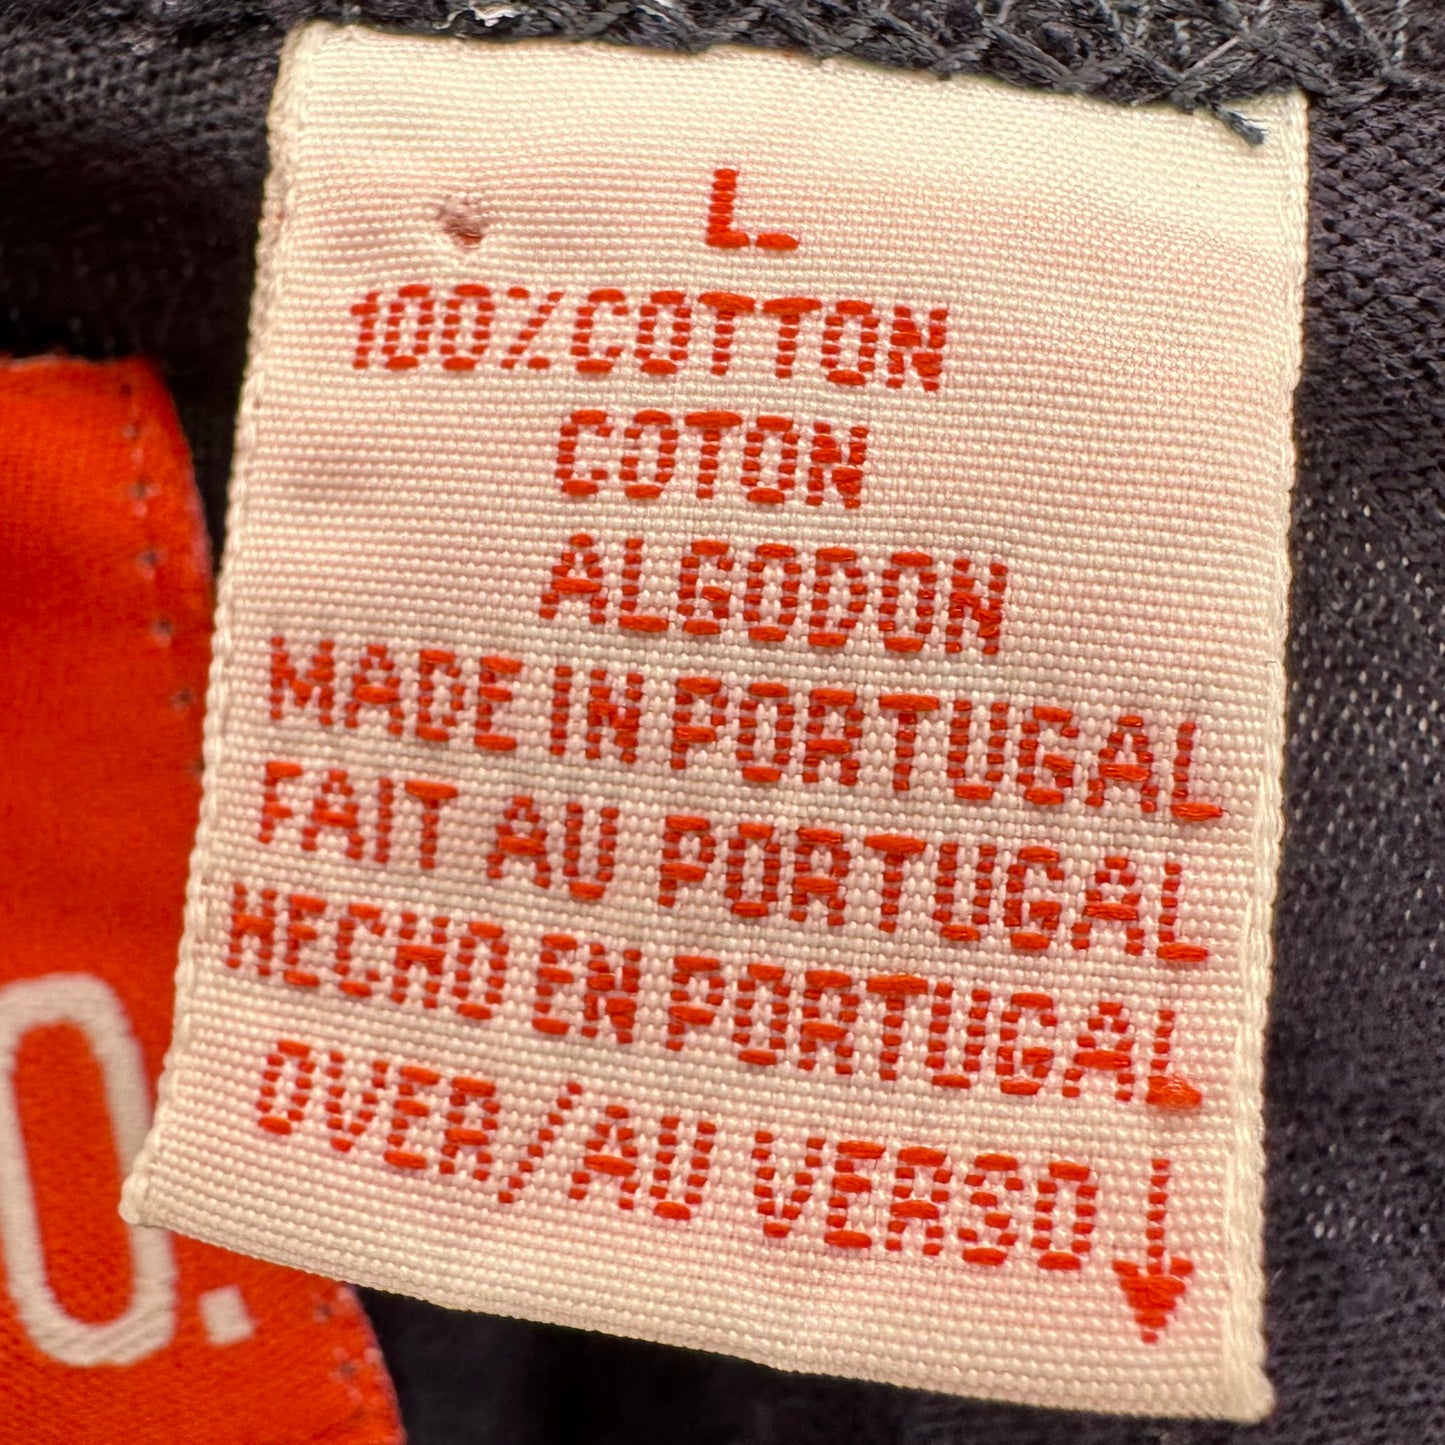 L
100%COTTON
COTON
ALGODON
MADE IN PORTUGAL
FAIT AU PORTUGAL
HECHO EN PORTUGAL
OVER/AU VERSO↓
O.